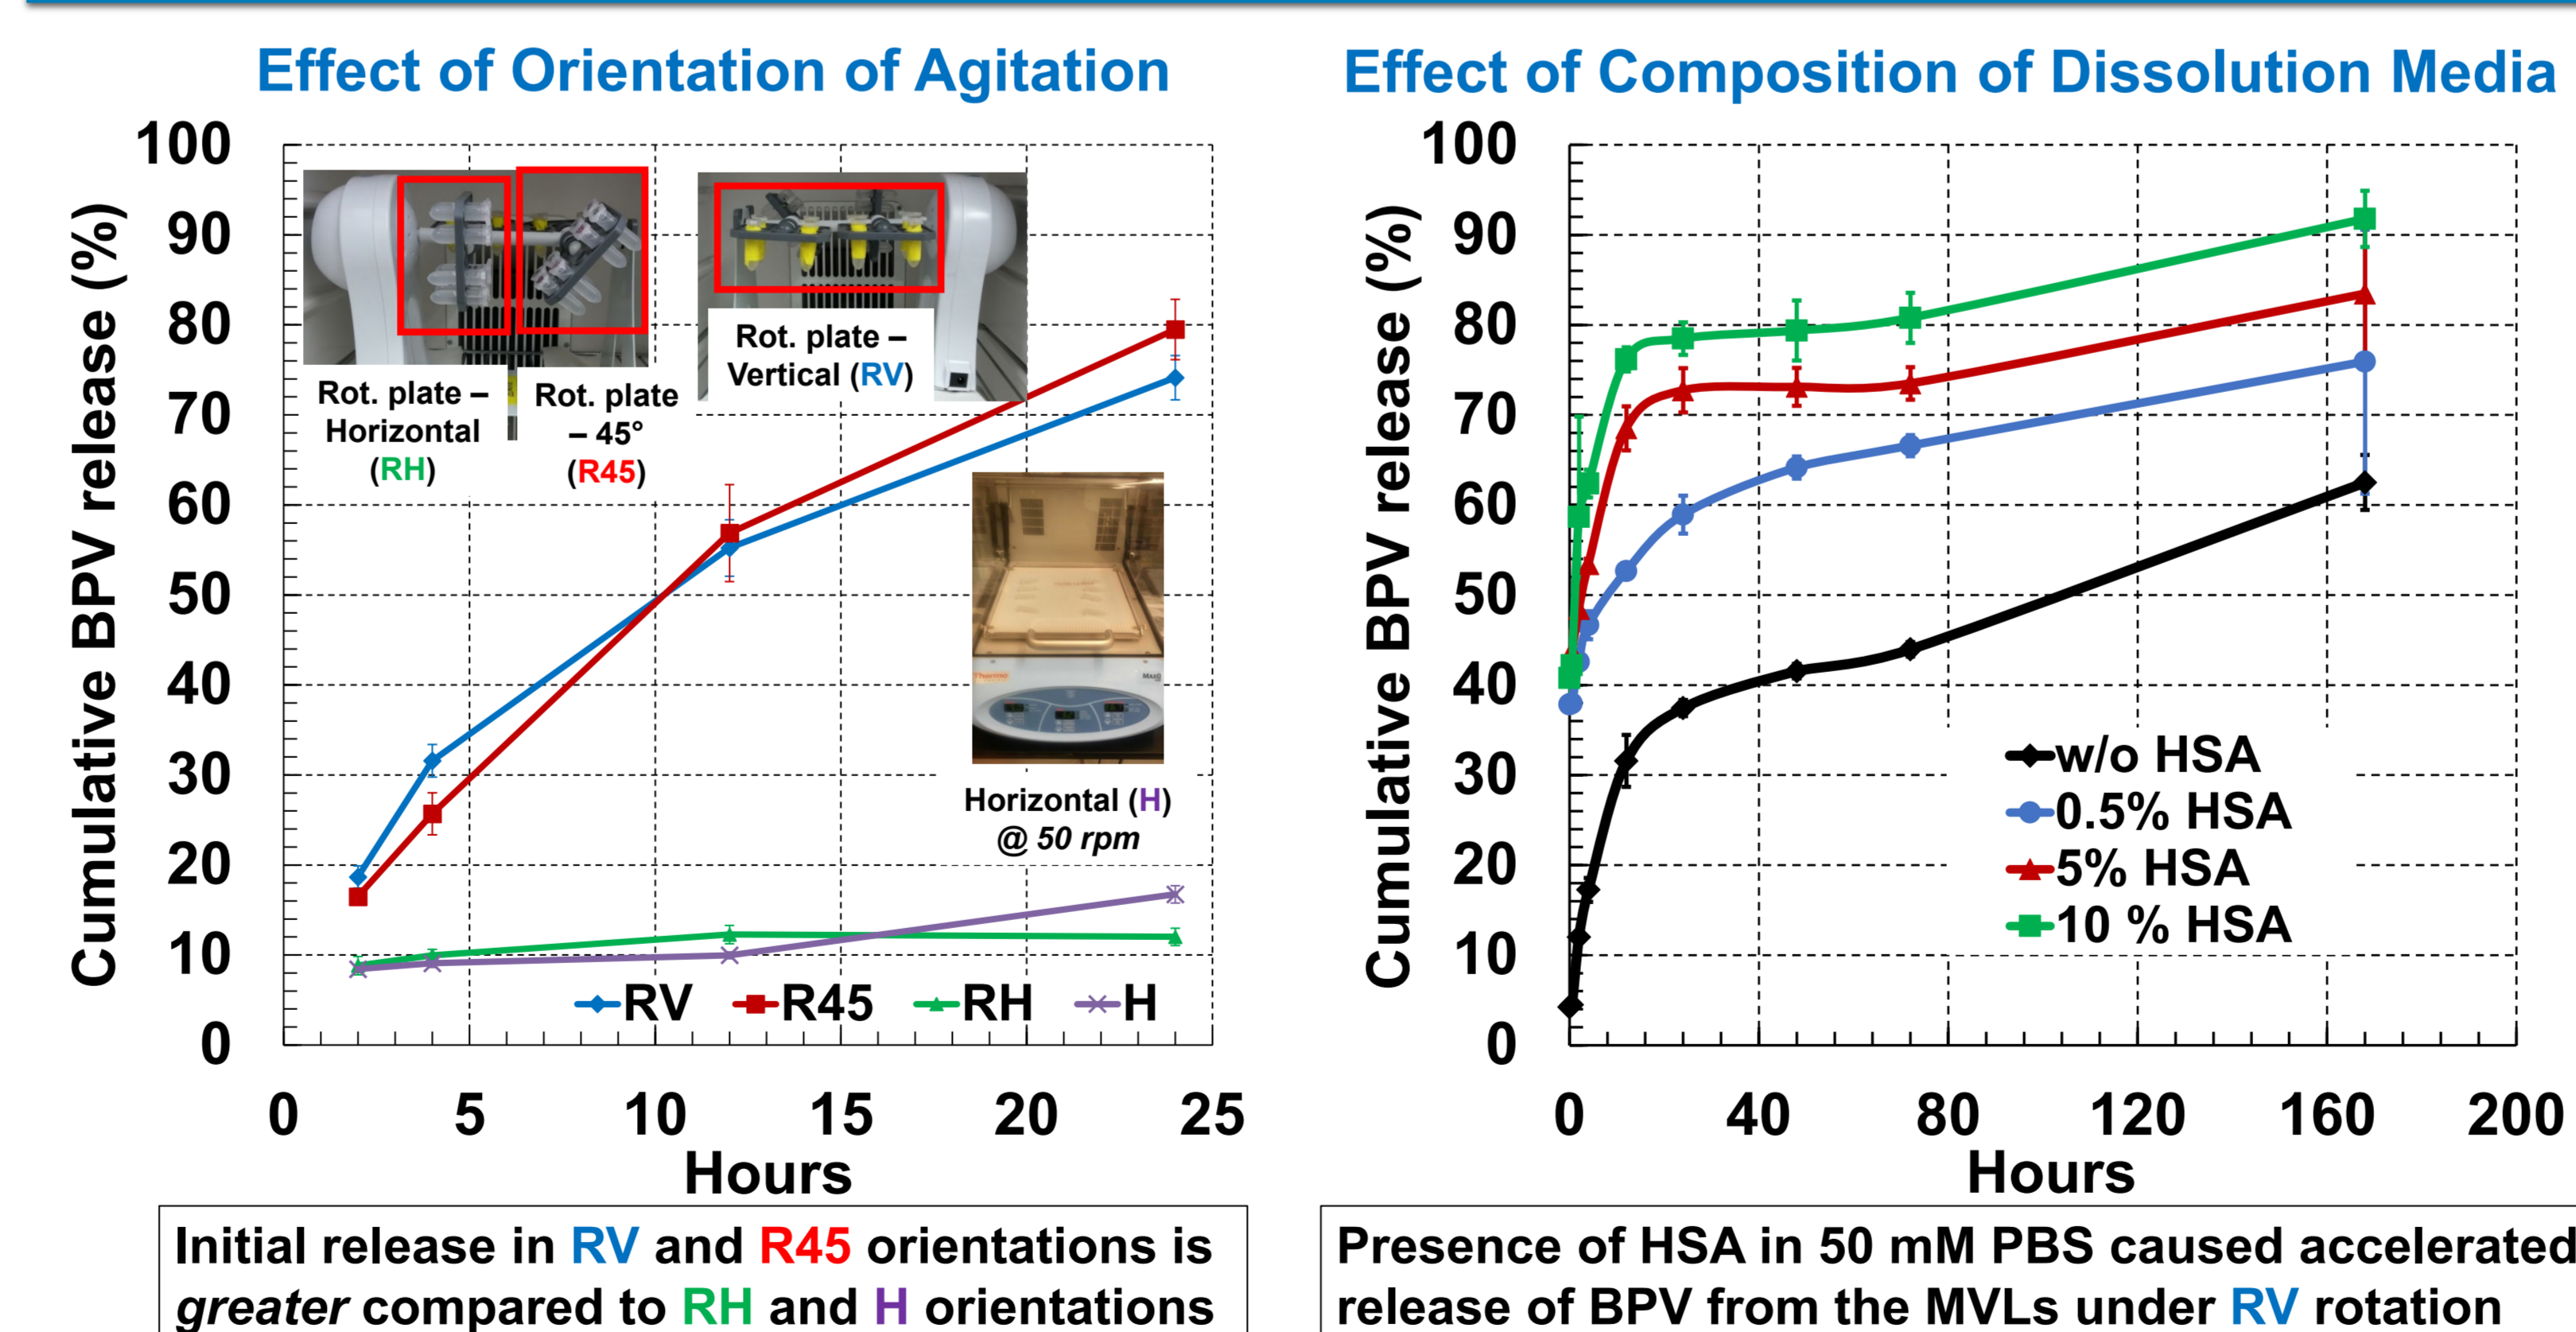 Effect of Orientation of Agitation
Cumulative BPV release (%)
100
90
80
70
60
50
40
30
20
10
0
Rot. plate –
Horizontal
(RH)
Rot. plate
– 45°
(R45)
Rot. plate –
Vertical (RV)
Thermo
MaxQ
Horizontal (H)
@ 50 rpm
RV R45 RH H
0 5 10 15 20 25
Hours
Initial release in RV and R45 orientations is
greater compared to RH and H orientations
Effect of Composition of Dissolution Media
Cumulative BPV release (%)
100
90
80
70
60
50
40
30
20
10
0
w/o HSA
0.5% HSA
5% HSA
10 % HSA
0 40 80 120 160 200
Hours
Presence of HSA in 50 mM PBS caused accelerated
release of BPV from the MVLs under RV rotation